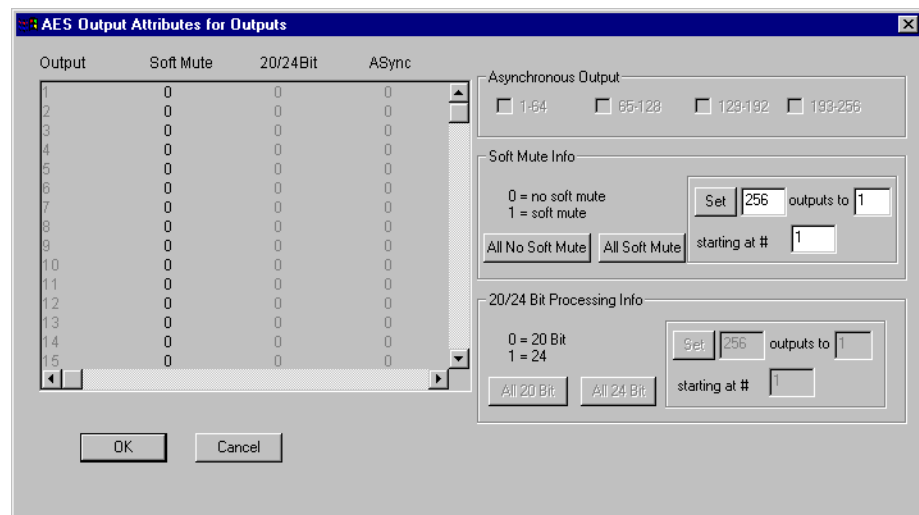 AES Output Attributes for Outputs
Output Soft Mute 20/24Bit ASync
1 0 0 0
2 0 0 0
3 0 0 0
4 0 0 0
5 0 0 0
6 0 0 0
7 0 0 0
8 0 0 0
9 0 0 0
10 0 0 0
11 0 0 0
12 0 0 0
13 0 0 0
14 0 0 0
15 0 0 0
OK Cancel
Asynchronous Output
1-64 65-128 129-192 193-256
Soft Mute Info
0 = no soft mute
1 = soft mute
All No Soft Mute All Soft Mute
Set 256 outputs to 1
starting at # 1
20/24 Bit Processing Info
0 = 20 Bit
1 = 24
All 20 Bit All 24 Bit
Set 256 outputs to 1
starting at # 1